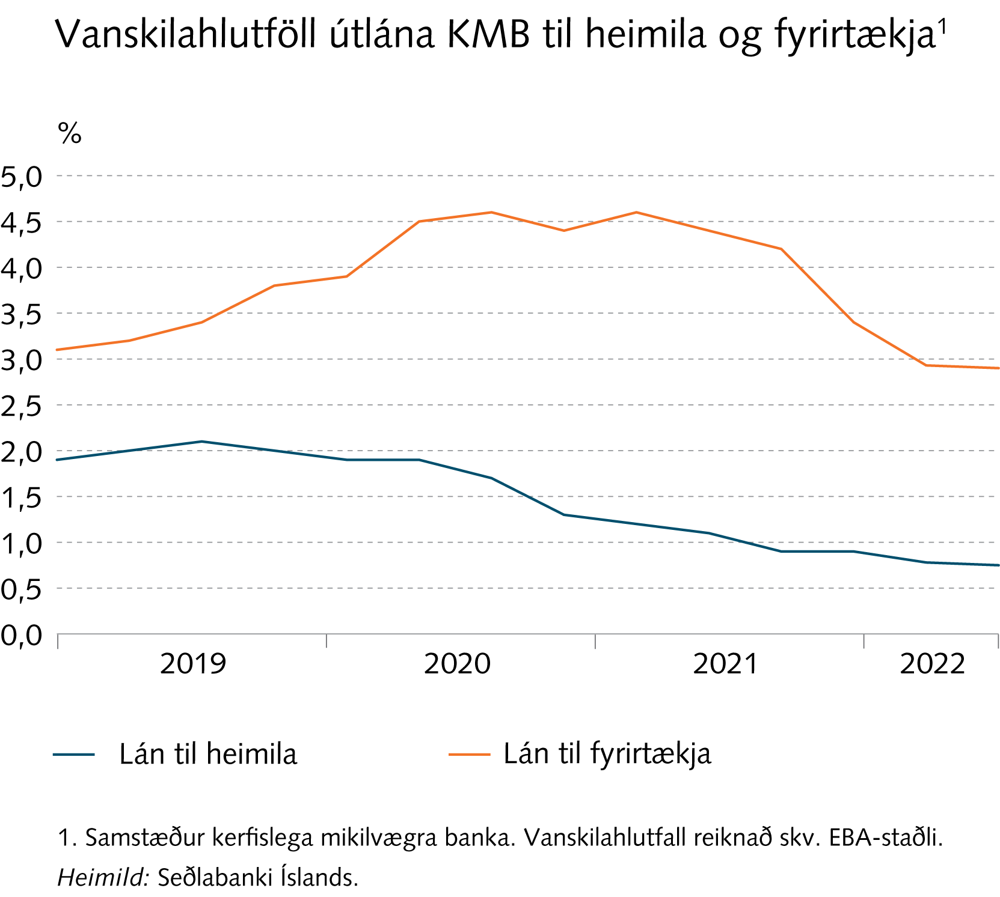 Vanskilahlutföll útlána KMB til heimila og fyrirtækja¹
%
5,0
4,5
4,0
3,5
3,0
2,5
2,0
1,5
1,0
0,5
0,0
2019 2020 2021 2022
Lán til heimila Lán til fyrirtækja
1. Samstæður kerfislega mikilvægra banka. Vanskilahlutfall reiknað skv. EBA-staðli.
Heimild: Seðlabanki Íslands.